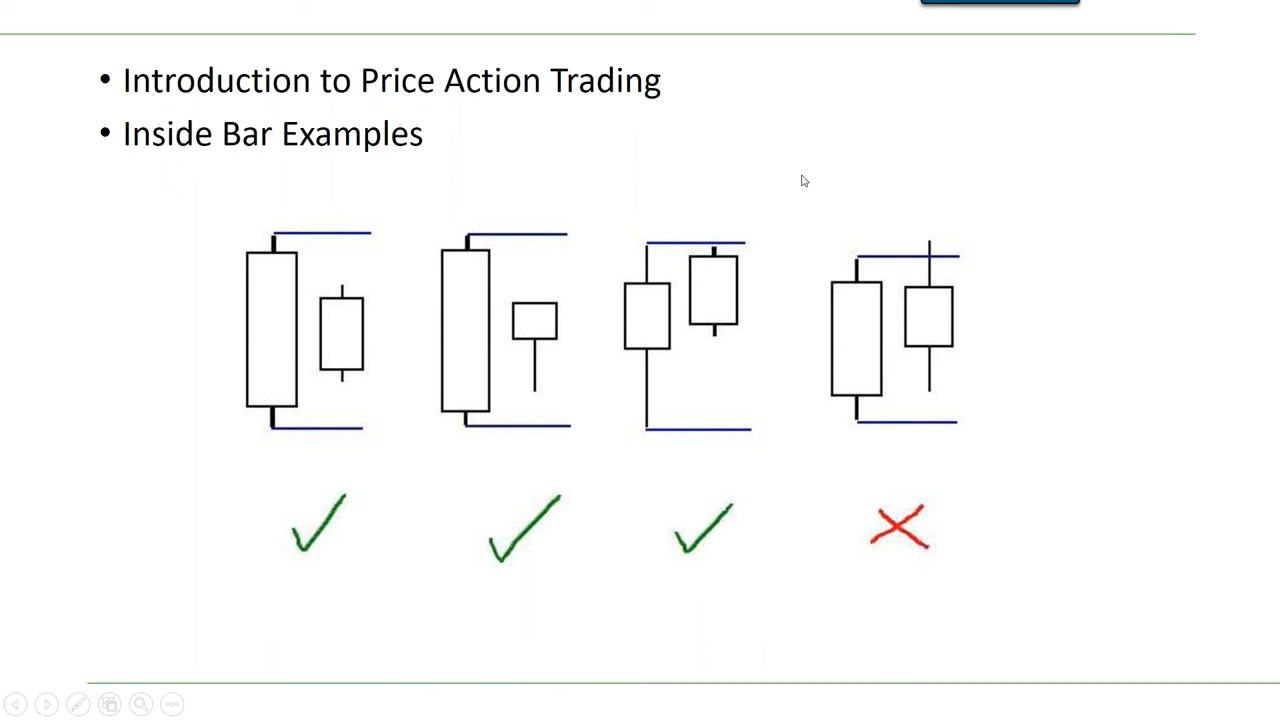 • Introduction to Price Action Trading
• Inside Bar Examples